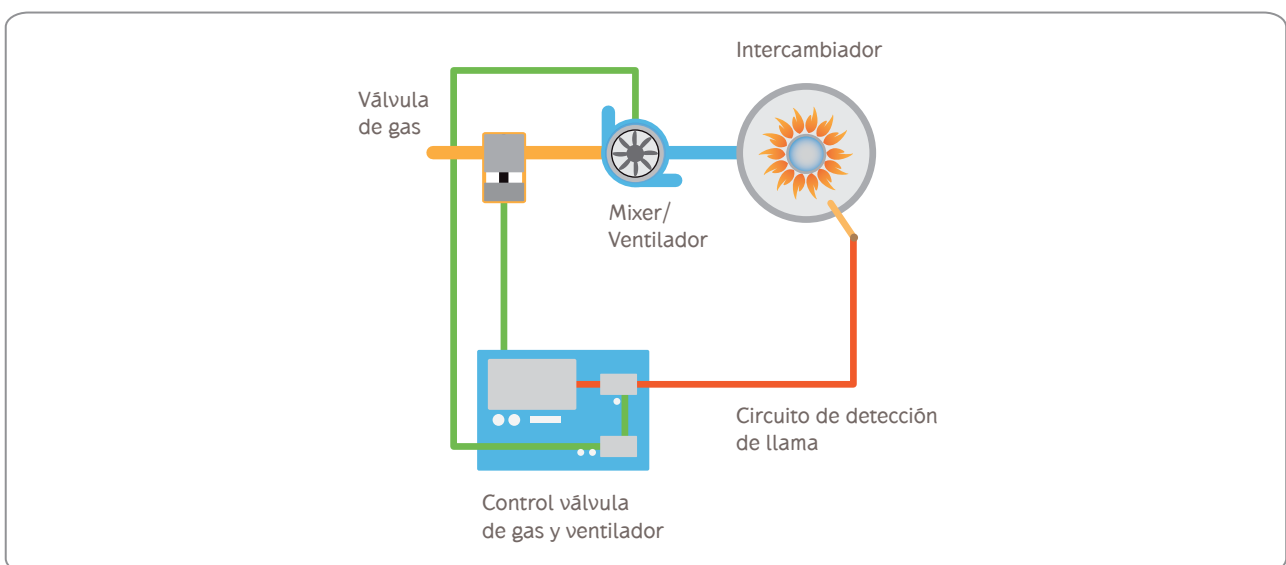 Intercambiador
Válvula
de gas
Mixer/
Ventilador
Circuito de detección
de llama
Control válvula
de gas y ventilador